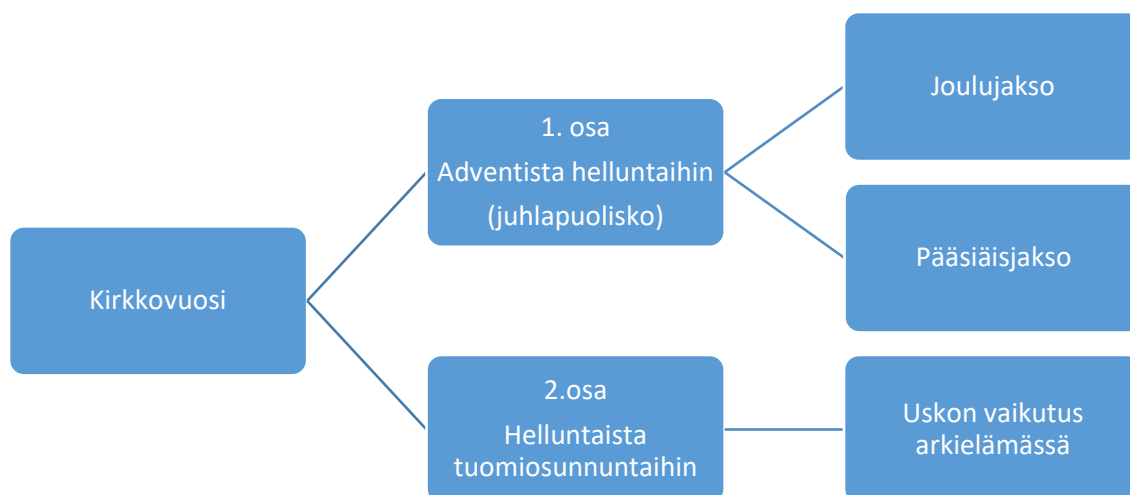 Kirkkovuosi
1. osa
Adventista helluntaihin
(juhlapuolisko)
Joulujakso
Pääsiäisjakso
2.osa
Helluntaista
tuomiosunnuntaihin
Uskon vaikutus
arkielämässä